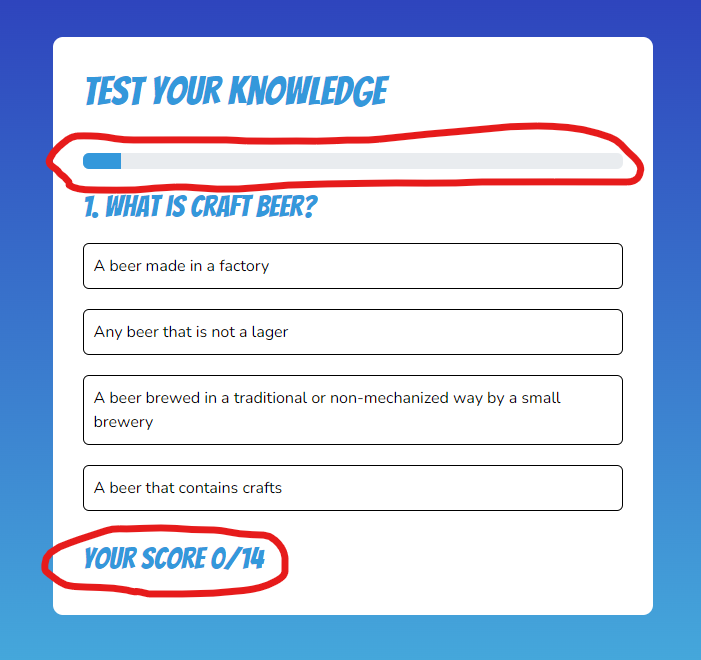 TEST YOUR KNOWLEDGE
1. WHAT IS CRAFT BEER?
A beer made in a factory
Any beer that is not a lager
A beer brewed in a traditional or non-mechanized way by a small
brewery
A beer that contains crafts
YOUR SCORE 0/14